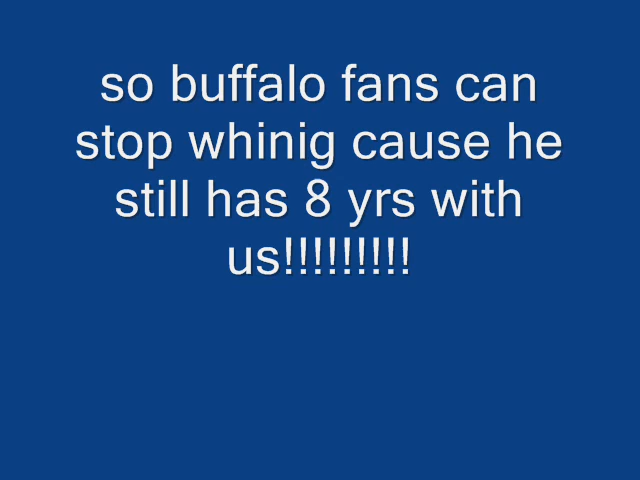 so buffalo fans can
stop whinig cause he
still has 8 yrs with
us!!!!!!!!!